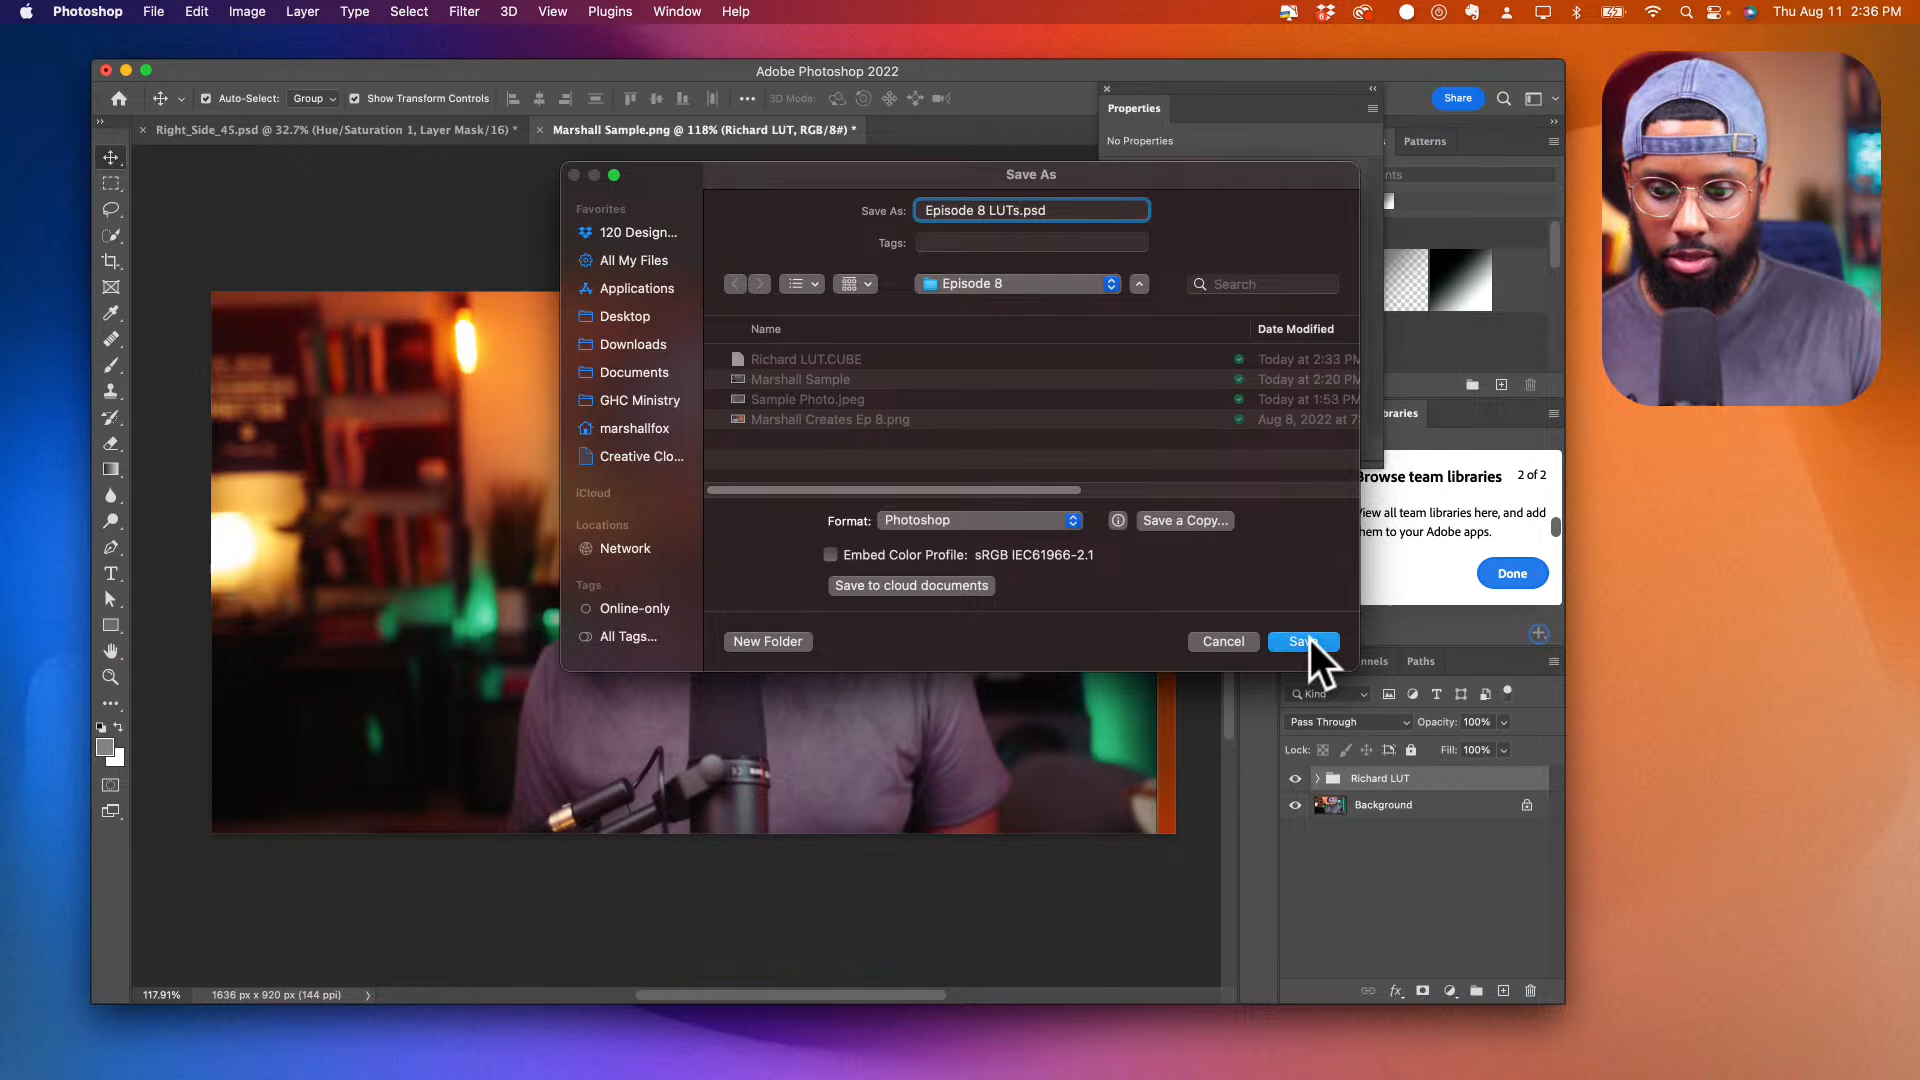 Photoshop File Edit Image Layer Type Select Filter 3D View Plugins Window Help Thu Aug 11 2:36 PM
Adobe Photoshop 2022
Auto-Select: Group Show Transform Controls 3D Mode: Share
Properties
Right_Side_45.psd @ 32.7% (Hue/Saturation 1, Layer Mask/16) * Marshall Sample.png @ 118% (Richard LUT, RGB/8#) *
No Properties
Patterns
Save As
nts
Favorites
Save As: Episode 8 LUTs.psd
120 Design...
Tags:
All My Files
Applications
Episode 8
Search
Desktop
Name Date Modified
Downloads
Richard LUT.CUBE Today at 2:33 PM
Documents
Marshall Sample Today at 2:20 PM
GHC Ministry
Sample Photo.jpeg Today at 1:53 PM
marshallfox
Marshall Creates Ep 8.png Aug 8, 2022 at 7
braries
Creative Clo...
Browse team libraries 2 of 2
View all team libraries here, and add
them to your Adobe apps.
Done
iCloud
Locations
Format: Photoshop Save a Copy...
Network
Embed Color Profile: sRGB IEC61966-2.1
Tags
Save to cloud documents
Online-only
All Tags...
New Folder Cancel Save
nnels Paths
Kind
Pass Through Opacity: 100%
Lock: Fill: 100%
Richard LUT
Background
117.91% 1636 px x 920 px (144 ppi)
fx